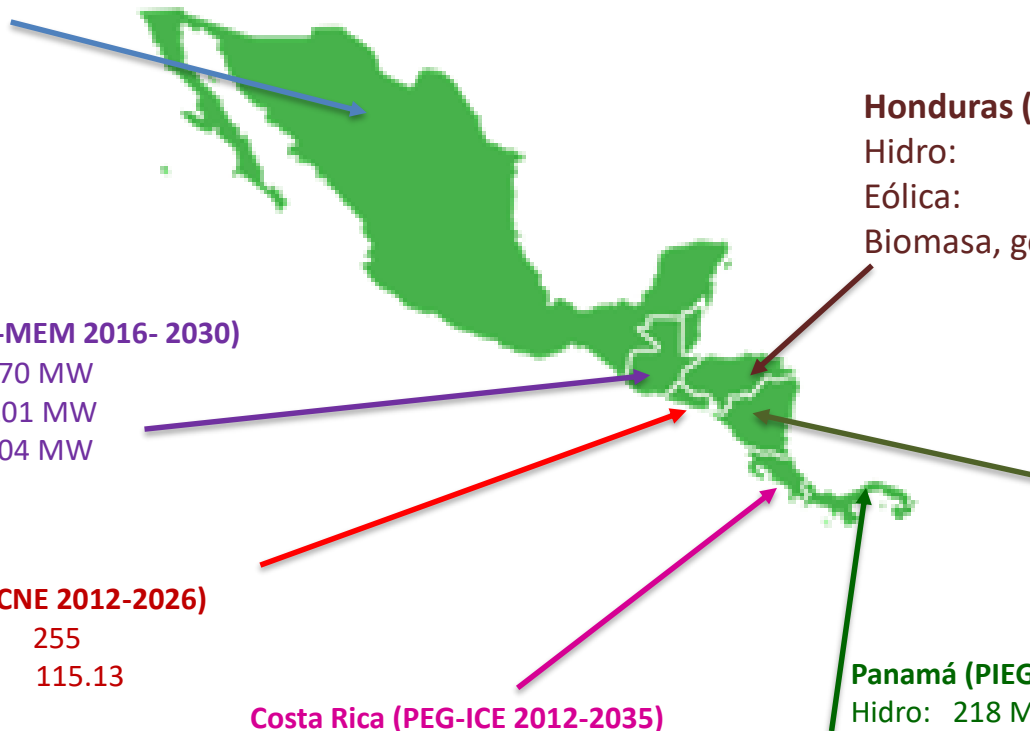 Honduras (
Hidro:
Eólica:
Biomasa, g
-MEM 2016- 2030)
70 MW
01 MW
04 MW
CNE 2012-2026)
255
115.13
Costa Rica (PEG-ICE 2012-2035)
Panamá (PIEG
Hidro: 218 M